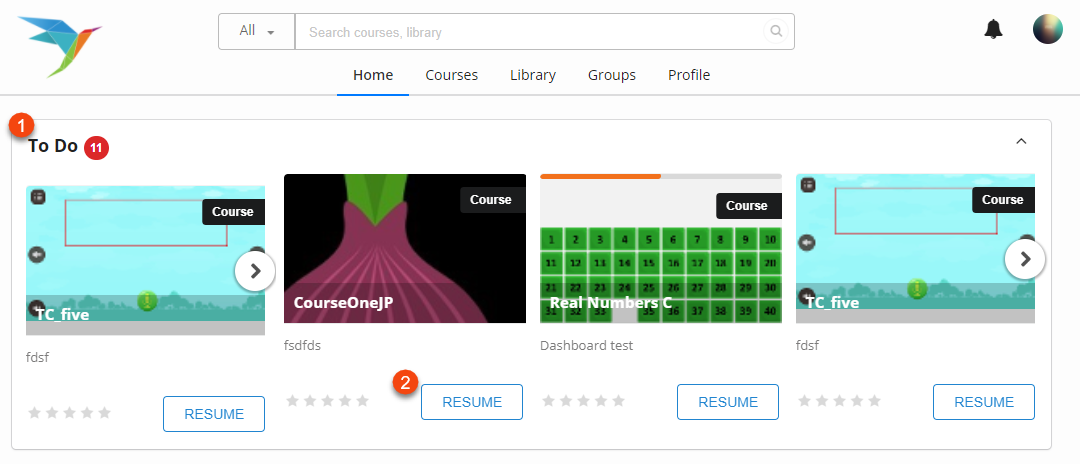 All
Search courses, library
Home Courses Library Groups Profile
1
To Do 11
Course
TC_five
fdsf
RESUME
Course
CourseOneJP
fsdfds
2
RESUME
Course
1 2 3 4 5 6 7 8 9 10
11 12 13 14 15 16 17 18 19 20
21 22 23 24 25 26 27 28 29 30
31 32 33 35 36 37 38 39 40
Real Numbers C
Dashboard test
RESUME
Course
TC_five
fdsf
RESUME